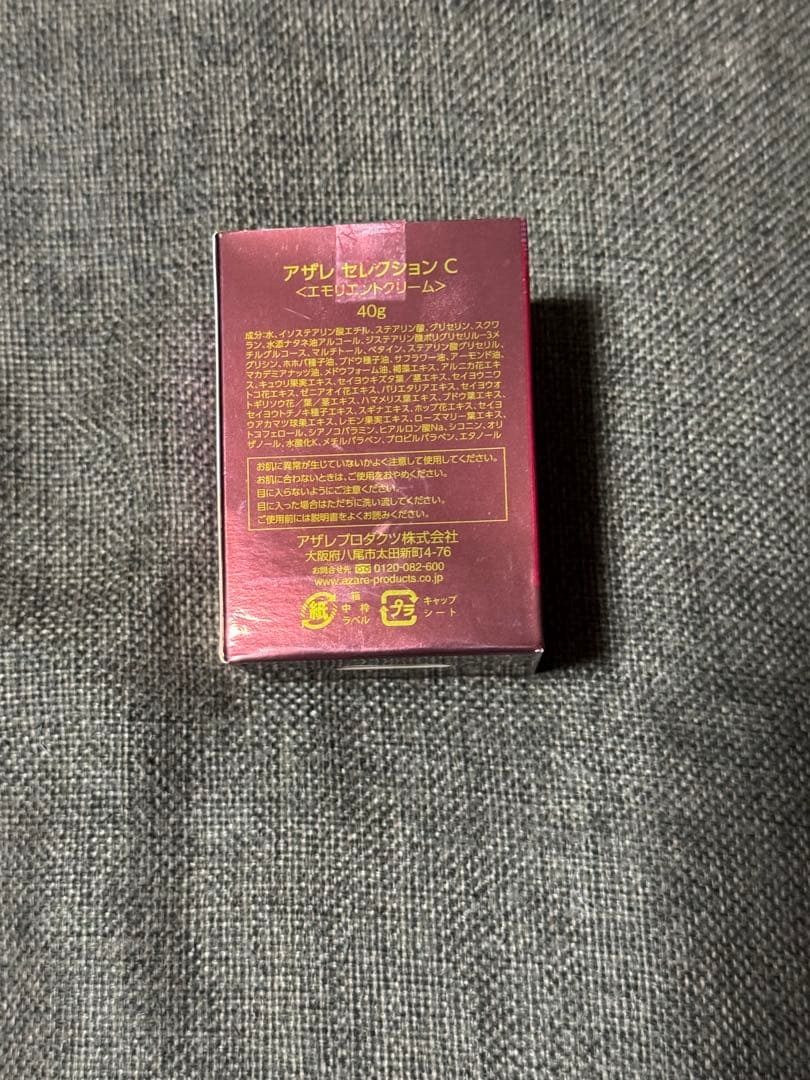 アザレ セレクション C
<エモリエントクリーム>
40g
成分:水、イソステアリン酸エチル、ステアリン酸、グリセリン、スクワ
ラン、水添ナタネ油アルコール、ジステアリン酸ポリグリセリル-3メ
チルグルコース、マルチトール、ベタイン、ステアリン酸グリセリル、
グリシン、ホホバ種子油、ブドウ種子油、サフラワー油、アーモンド油、
マカデミアナッツ油、メドウフォーム油、褐藻エキス、アルニカ花エキ
ス、キュウリ果実エキス、セイヨウキズタ葉/茎エキス、セイヨウニワ
トコ花エキス、ゼニアオイ花エキス、パリエタリアエキス、セイヨウオ
トギリソウ花/葉/茎エキス、ハマメリス葉エキス、ブドウ葉エキス、
セイヨウトチノキ種子エキス、スギナエキス、ホップ花エキス、セイヨ
ウアカマツ球果エキス、レモン果実エキス、ローズマリー葉エキス、
トコフェロール、シアノコバラミン、ヒアルロン酸Na、シコニン、オリ
ザノール、水酸化K、メチルパラベン、プロピルパラベン、エタノール
お肌に異常が生じていないかよく注意して使用してください。
お肌に合わないときは、ご使用をおやめください。
目に入らないようにご注意ください。
目に入った場合はただちに洗い流してください。
ご使用前には説明書をよくお読みください。
アザレプロダクツ株式会社
大阪府八尾市太田新町4-76
お問合せ先 0120-082-600
www.azare-products.co.jp
紙 箱 中枠 ラベル プラ キャップ シート